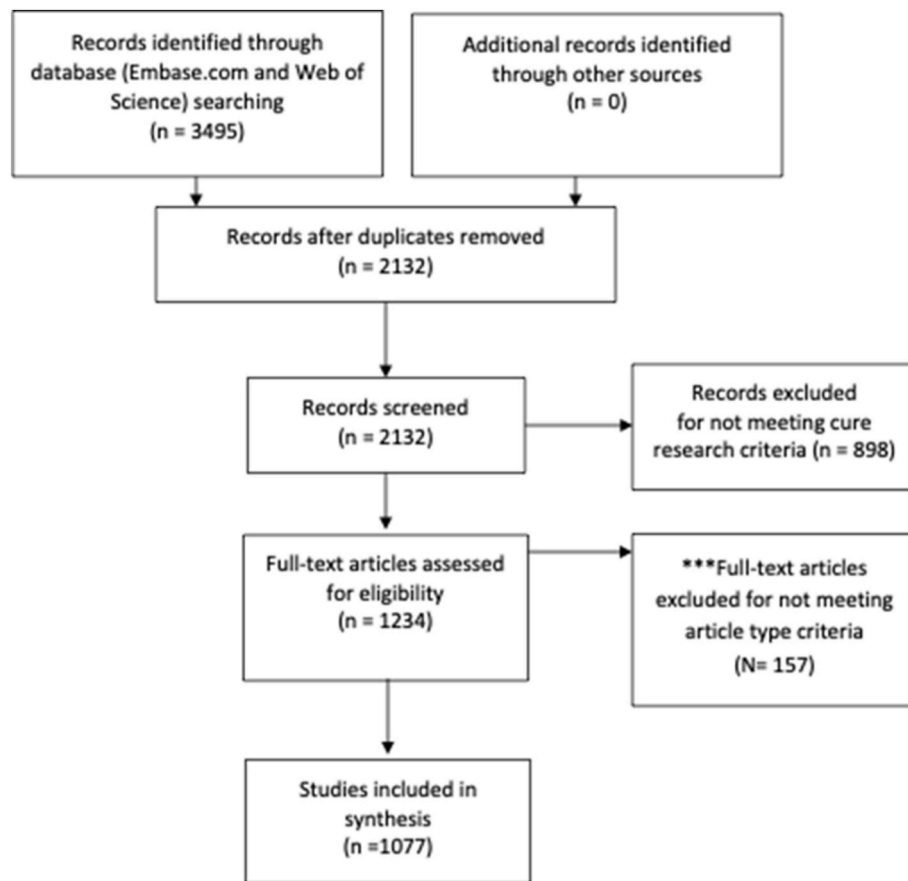 Records identified through
database (Embase.com and Web of
Science) searching
(n = 3495)
Additional records identified
through other sources
(n = 0)
Records after duplicates removed
(n = 2132)
Records screened
(n = 2132)
Records excluded
for not meeting cure
research criteria (n = 898)
Full-text articles assessed
for eligibility
(n = 1234)
***Full-text articles
excluded for not meeting
article type criteria
(N= 157)
Studies included in
synthesis
(n =1077)